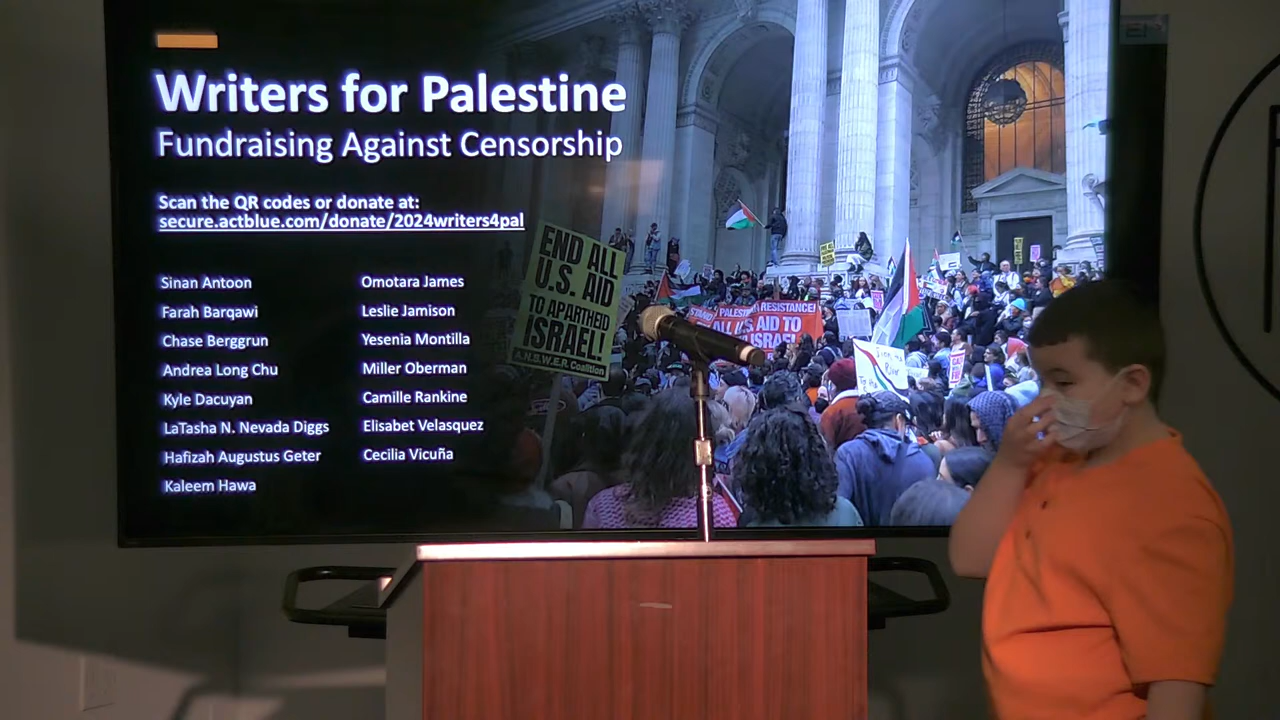 Writers for Palestine
Fundraising Against Censorship
Scan the QR codes or donate at:
secure.actblue.com/donate/2024writers4pal
Sinan Antoon
Farah Barqawi
Chase Berggrun
Andrea Long Chu
Kyle Dacuyan
LaTasha N. Nevada Diggs
Hafizah Augustus Geter
Kaleem Hawa
Omotara James
Leslie Jamison
Yesenia Montilla
Miller Oberman
Camille Rankine
Elisabet Velasquez
Cecilia Vicuña
END ALL
U.S. AID
TO APARTHEID
ISRAEL!
A.N.S.W.E.R. Coalition
RESISTANCE!
AID TO